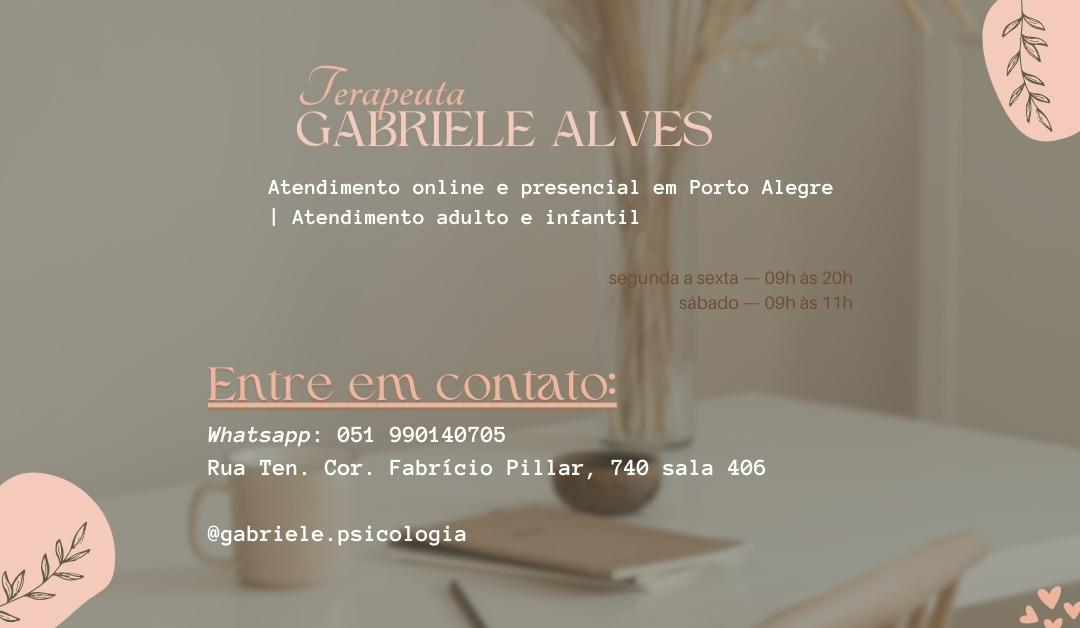 Terapeuta
GABRIELE ALVES
Atendimento online e presencial em Porto Alegre
| Atendimento adulto e infantil
segunda a sexta — 09h às 20h
sábado — 09h às 11h
Entre em contato:
Whatsapp: 051 990140705
Rua Ten. Cor. Fabrício Pillar, 740 sala 406
@gabriele.psicologia